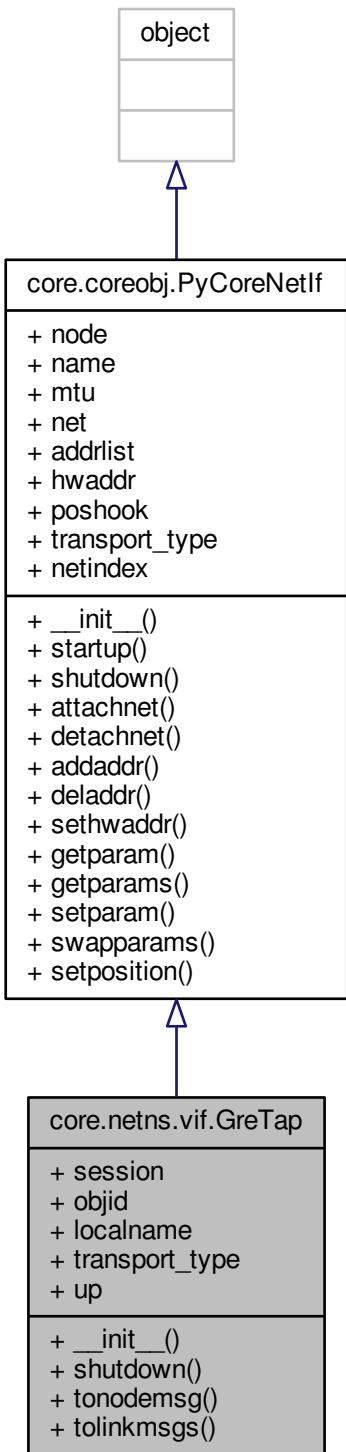 object
core.coreobj.PyCoreNetIf
+ node
+ name
+ mtu
+ net
+ addrlist
+ hwaddr
+ poshook
+ transport_type
+ netindex
+ __init__()
+ startup()
+ shutdown()
+ attachnet()
+ detachnet()
+ addaddr()
+ deladdr()
+ sethwaddr()
+ getparam()
+ getparams()
+ setparam()
+ swapparams()
+ setposition()
core.netns.vif.GreTap
+ session
+ objid
+ localname
+ transport_type
+ up
+ __init__()
+ shutdown()
+ tonodemsg()
+ tolinkmsgs()